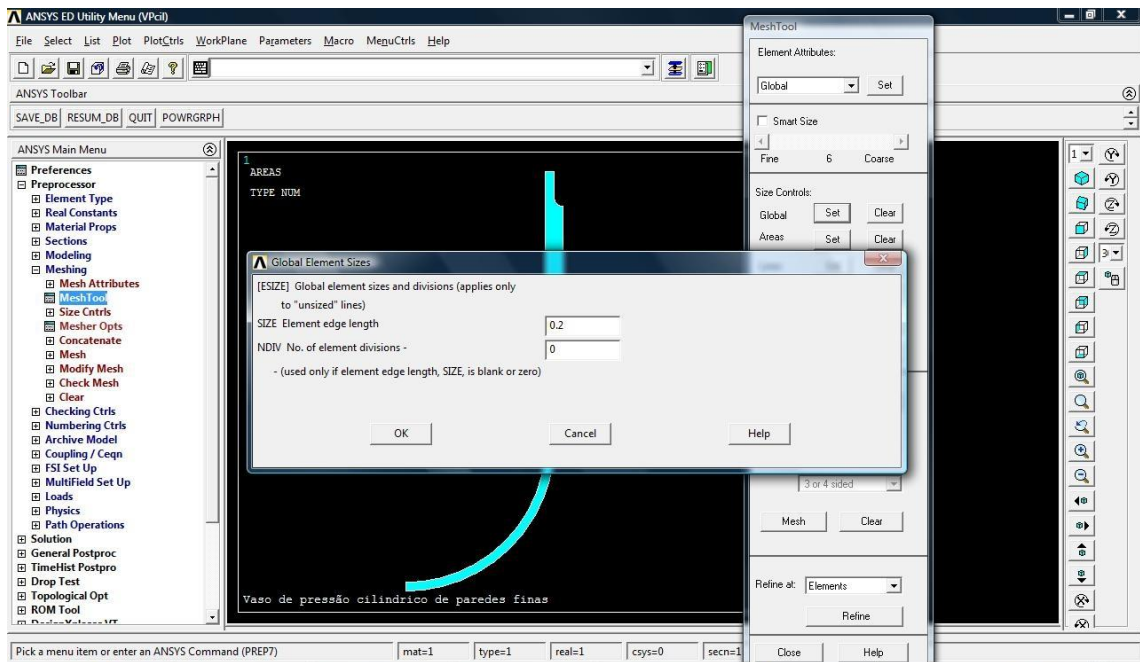 ANSYS ED Utility Menu (VPcil)
File Select List Plot PlotCtrls WorkPlane Parameters Macro MenuCtrls Help
ANSYS Toolbar
SAVE_DB RESUM_DB QUIT POWRGRPH
ANSYS Main Menu
Preferences
Preprocessor
Element Type
Real Constants
Material Props
Sections
Modeling
Meshing
Mesh Attributes
MeshTool
Size Cntrls
Mesher Opts
Concatenate
Mesh
Modify Mesh
Check Mesh
Clear
Checking Ctrls
Numbering Ctrls
Archive Model
Coupling / Ceqn
FSI Set Up
MultiField Set Up
Loads
Physics
Path Operations
Solution
General Postproc
TimeHist Postpro
Drop Test
Topological Opt
ROM Tool
1
AREAS
TYPE NUM
Vaso de pressão cilindrico de paredes finas
Global Element Sizes
[ESIZE] Global element sizes and divisions (applies only
to "unsized" lines)
SIZE Element edge length 0.2
NDIV No. of element divisions - 0
- (used only if element edge length, SIZE, is blank or zero)
OK Cancel Help
MeshTool
Element Attributes:
Global Set
Smart Size
Fine 6 Coarse
Size Controls:
Global Set Clear
Areas Set Clear
3 or 4 sided
Mesh Clear
Refine at: Elements
Refine
Close Help
1
3
Pick a menu item or enter an ANSYS Command (PREP7) mat=1 type=1 real=1 csys=0 secn=1